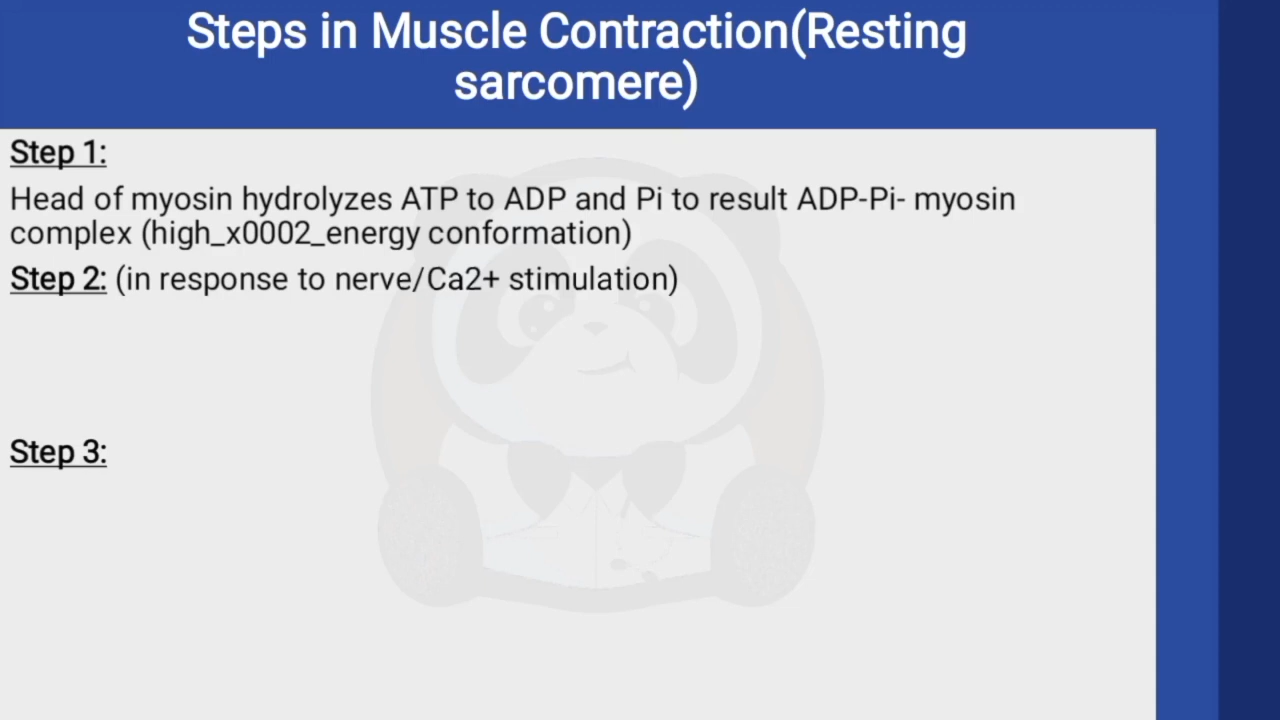 Steps in Muscle Contraction(Resting
sarcomere)
Step 1:
Head of myosin hydrolyzes ATP to ADP and Pi to result ADP-Pi- myosin
complex (high_x0002_energy conformation)
Step 2: (in response to nerve/Ca2+ stimulation)
Step 3: